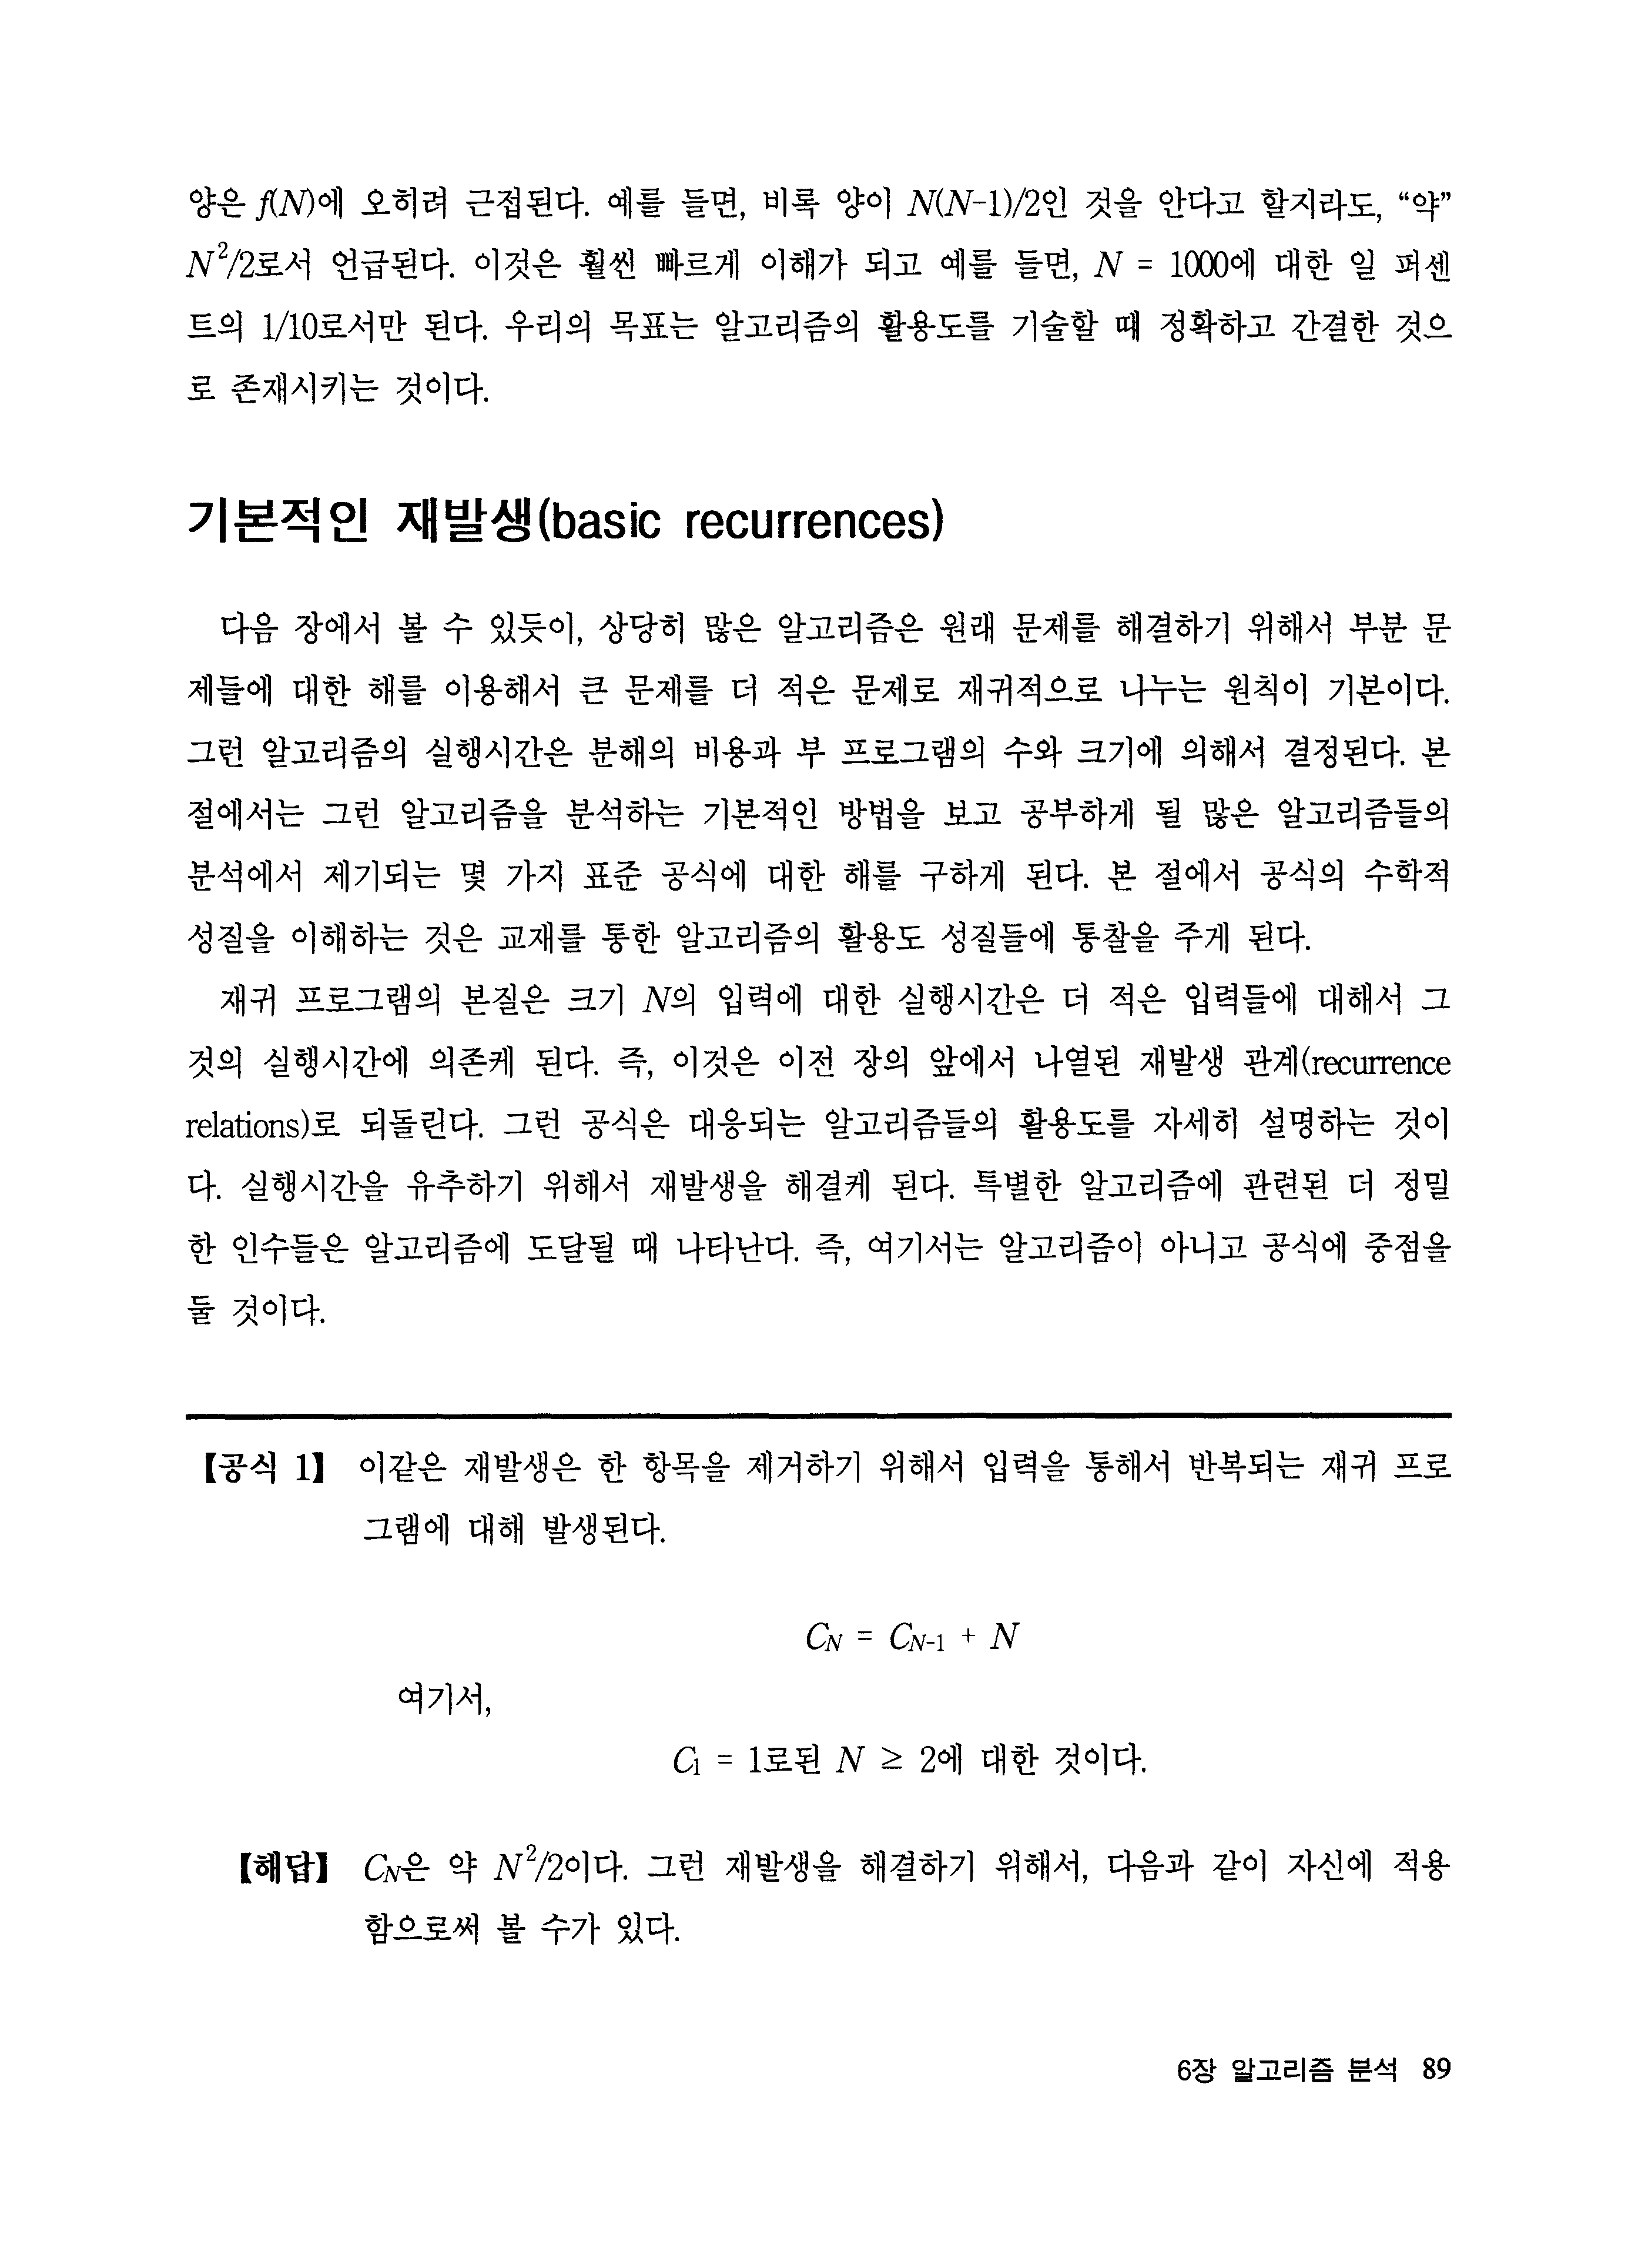 양은 f(N)에 오히려 근접된다. 예를 들면, 비록 양이 N(N-1)/2인 것을 안다고 할지라도, “약”
N²/2로서 언급된다. 이것은 훨씬 빠르게 이해가 되고 예를 들면, N = 1000에 대한 일 퍼센
트의 1/10로서만 된다. 우리의 목표는 알고리즘의 활용도를 기술할 때 정확하고 간결한 것으
로 존재시키는 것이다.
기본적인 재발생(basic recurrences)
다음 장에서 볼 수 있듯이, 상당히 많은 알고리즘은 원래 문제를 해결하기 위해서 부분 문
제들에 대한 해를 이용해서 큰 문제를 더 적은 문제로 재귀적으로 나누는 원칙이 기본이다.
그런 알고리즘의 실행시간은 분해의 비용과 부 프로그램의 수와 크기에 의해서 결정된다. 본
절에서는 그런 알고리즘을 분석하는 기본적인 방법을 보고 공부하게 될 많은 알고리즘들의
분석에서 제기되는 몇 가지 표준 공식에 대한 해를 구하게 된다. 본 절에서 공식의 수학적
성질을 이해하는 것은 교재를 통한 알고리즘의 활용도 성질들에 통찰을 주게 된다.
재귀 프로그램의 본질은 크기 N의 입력에 대한 실행시간은 더 적은 입력들에 대해서 그
것의 실행시간에 의존케 된다. 즉, 이것은 이전 장의 앞에서 나열된 재발생 관계(recurrence
relations)로 되돌린다. 그런 공식은 대응되는 알고리즘들의 활용도를 자세히 설명하는 것이
다. 실행시간을 유추하기 위해서 재발생을 해결케 된다. 특별한 알고리즘에 관련된 더 정밀
한 인수들은 알고리즘에 도달될 때 나타난다. 즉, 여기서는 알고리즘이 아니고 공식에 중점을
둘 것이다.
【공식 1】 이같은 재발생은 한 항목을 제거하기 위해서 입력을 통해서 반복되는 재귀 프로
그램에 대해 발생된다.
C_N = C_{N-1} + N
여기서,
C₁ = 1로된 N ≥ 2에 대한 것이다.
【해답】 C_N은 약 N²/2이다. 그런 재발생을 해결하기 위해서, 다음과 같이 자신에 적용
함으로써 볼 수가 있다.
6장 알고리즘 분석 89